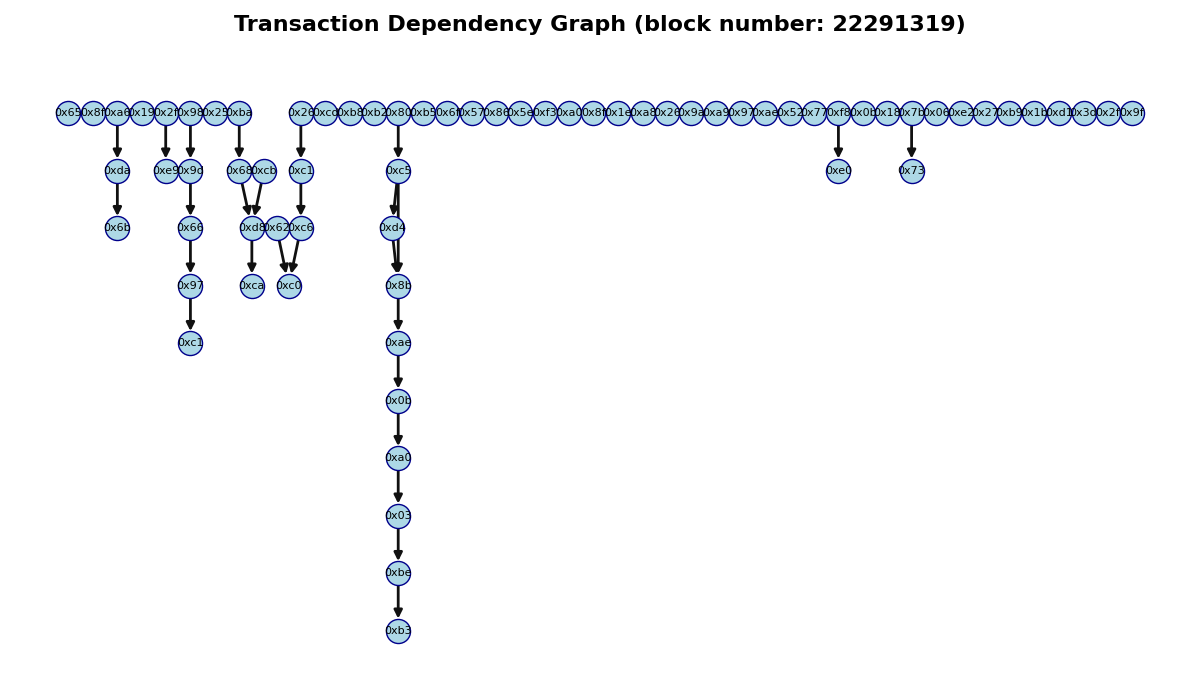 Transaction Dependency Graph (block number: 22291319)
0x65 0x8f 0xa6 0x19 0x2f 0x98 0x25 0xba 0x26 0xcd 0xb8 0xb2 0x80 0xb5 0x6f 0x57 0x86 0x5e 0xf3 0xa0 0x8f 0x1e 0xa8 0x26 0x9a 0xa9 0x97 0xae 0x52 0x77 0xf8 0x0b 0x18 0x7b 0x06 0xe2 0x27 0xb9 0x1b 0xd1 0x3d 0x2f 0x9f
0xda 0xe9 0x9d 0x68 0xcb 0xc1 0xc5 0xe0 0x73
0x6b 0x66 0xd8 0x62 0xc6 0xd4
0x97 0xca 0xc0 0x8b
0xc1 0xae
0x0b
0xa0
0x03
0xbe
0xb3